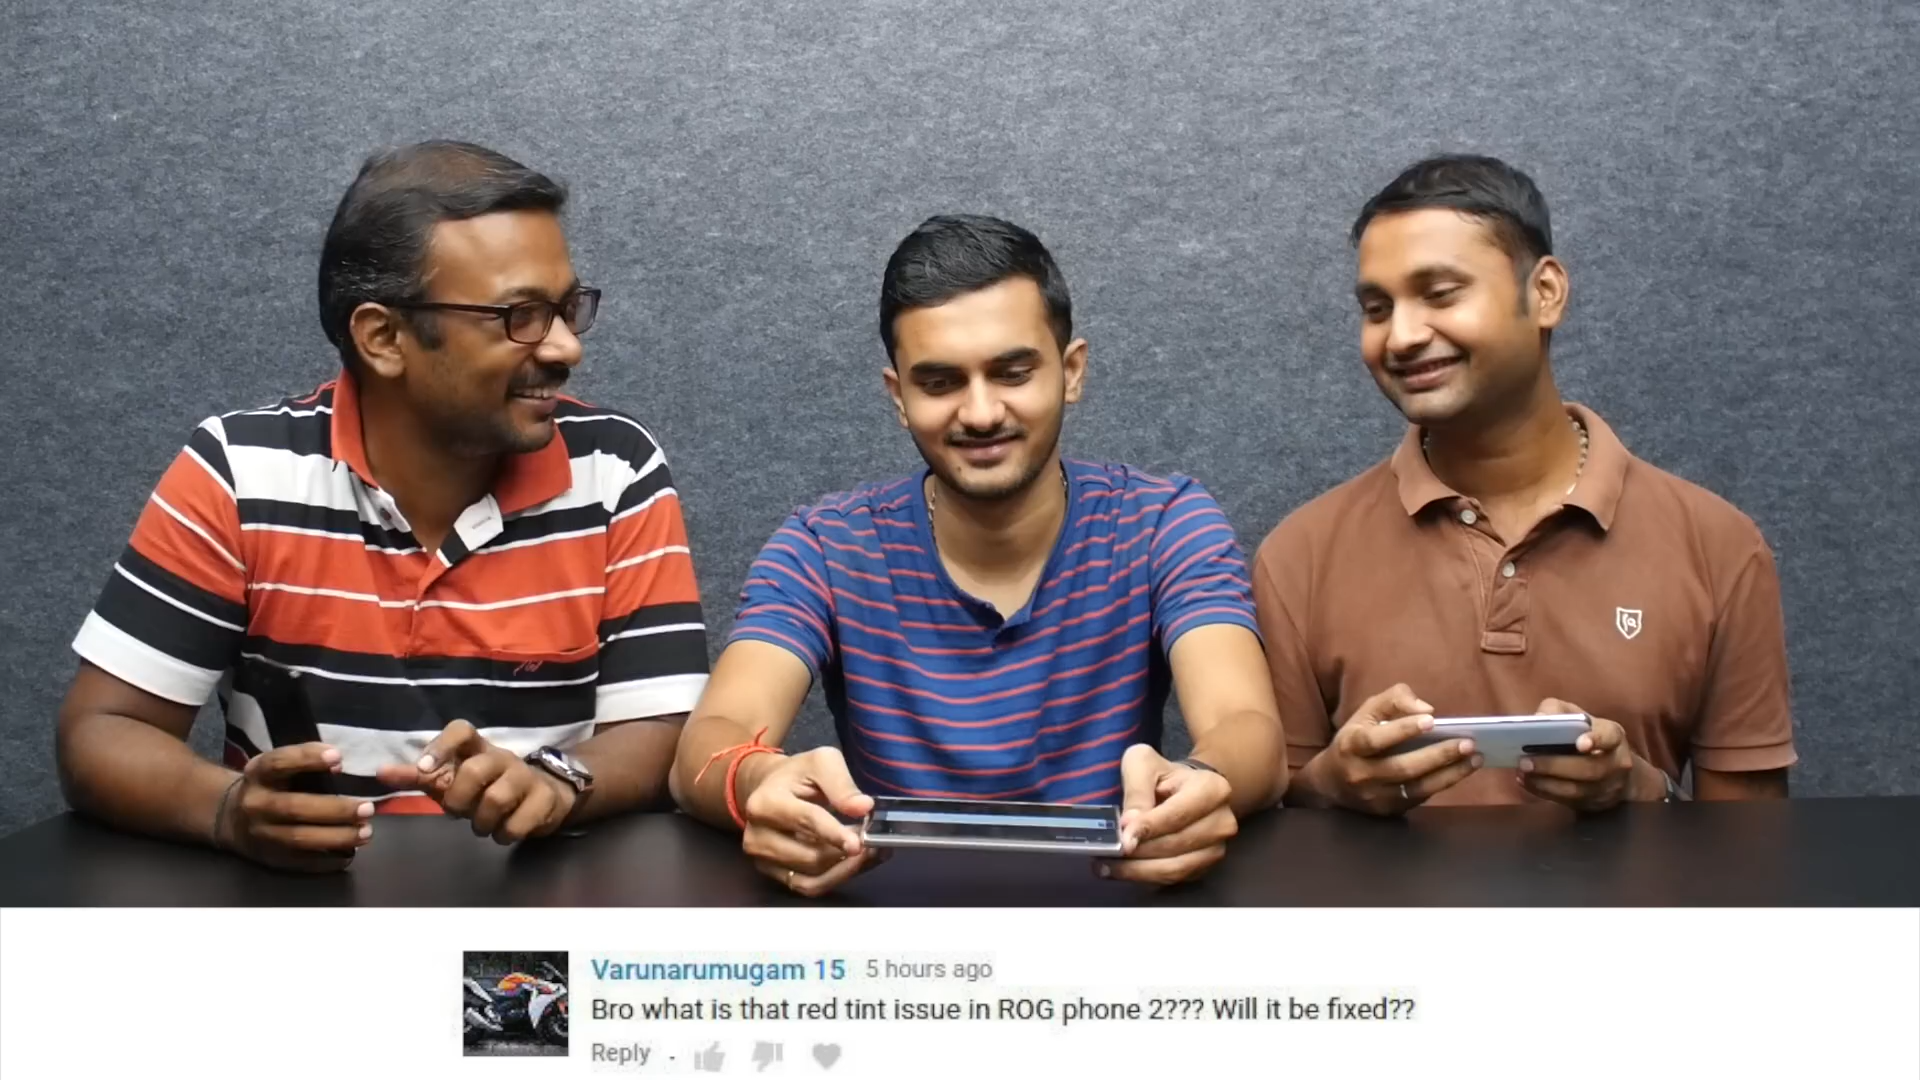 Varunarumugam 15 5 hours ago
Bro what is that red tint issue in ROG phone 2??? Will it be fixed??
Reply